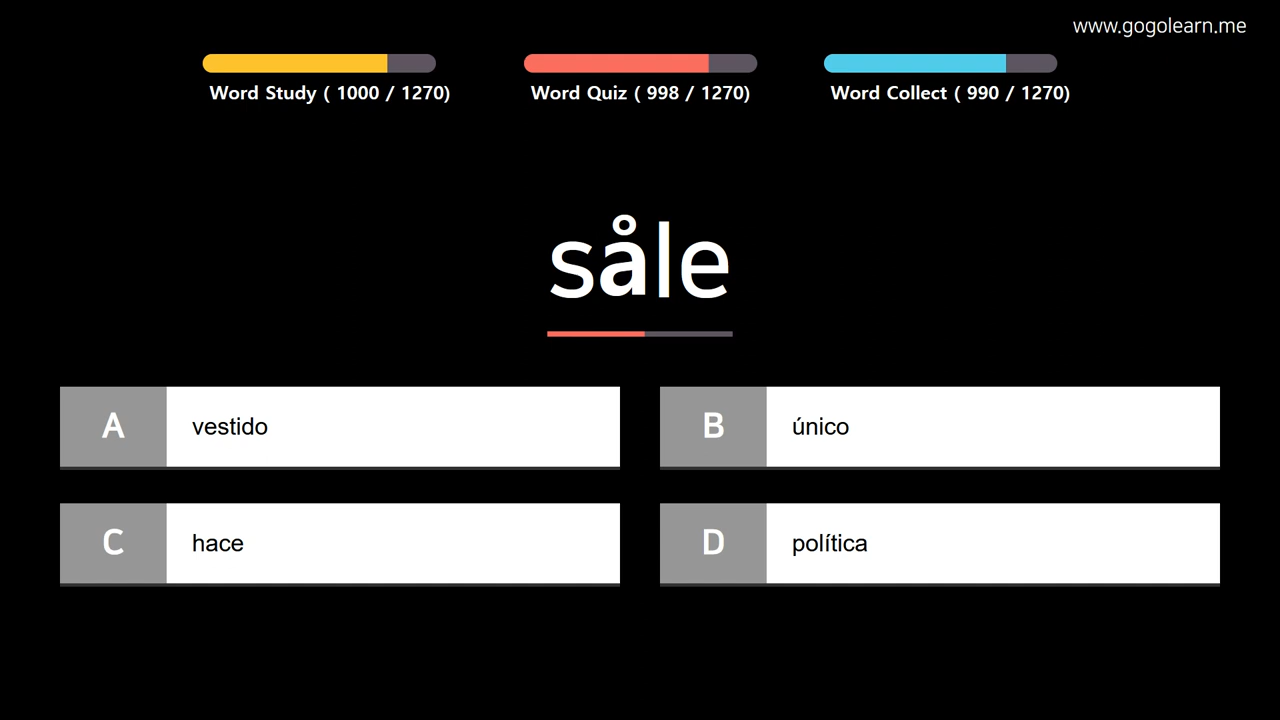 www.gogolearn.me
Word Study ( 1000 / 1270)
Word Quiz ( 998 / 1270)
Word Collect ( 990 / 1270)
såle
A vestido
B único
C hace
D política